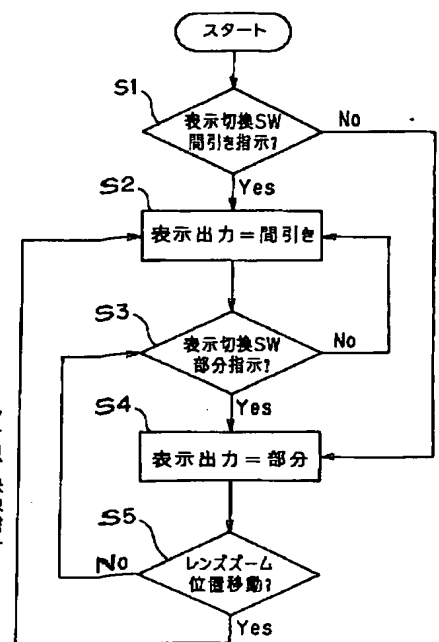 スタート
S1
表示切換SW
間引き指示?
No
Yes
S2
表示出力=間引き
S3
表示切換SW
部分指示?
No
Yes
S4
表示出力=部分
S5
レンズズーム
位置移動?
No
Yes